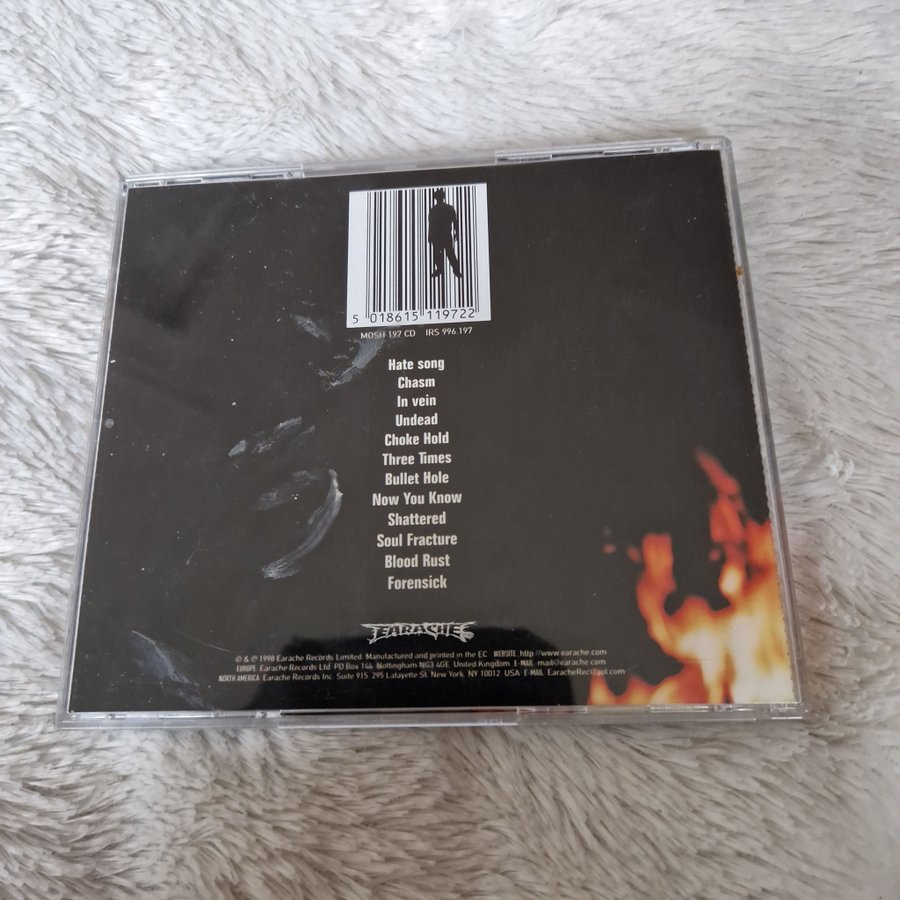 5 018615 119722
MOSH 197 CD IRS 996.197
Hate song
Chasm
In vein
Undead
Choke Hold
Three Times
Bullet Hole
Now You Know
Shattered
Soul Fracture
Blood Rust
Forensick
EARACHE
© & ℗ 1998 Earache Records Limited. Manufactured and printed in the EC. WEBSITE. http://www.earache.com
EUROPE Earache Records Ltd. PO Box 144. Nottingham NG3 4GE. United Kingdom E-MAIL. mail@earache.com
NORTH AMERICA Earache Records Inc. Suite 915. 295 Lafayette St. New York. NY 10012. USA E-MAIL. EaracheRec@aol.com